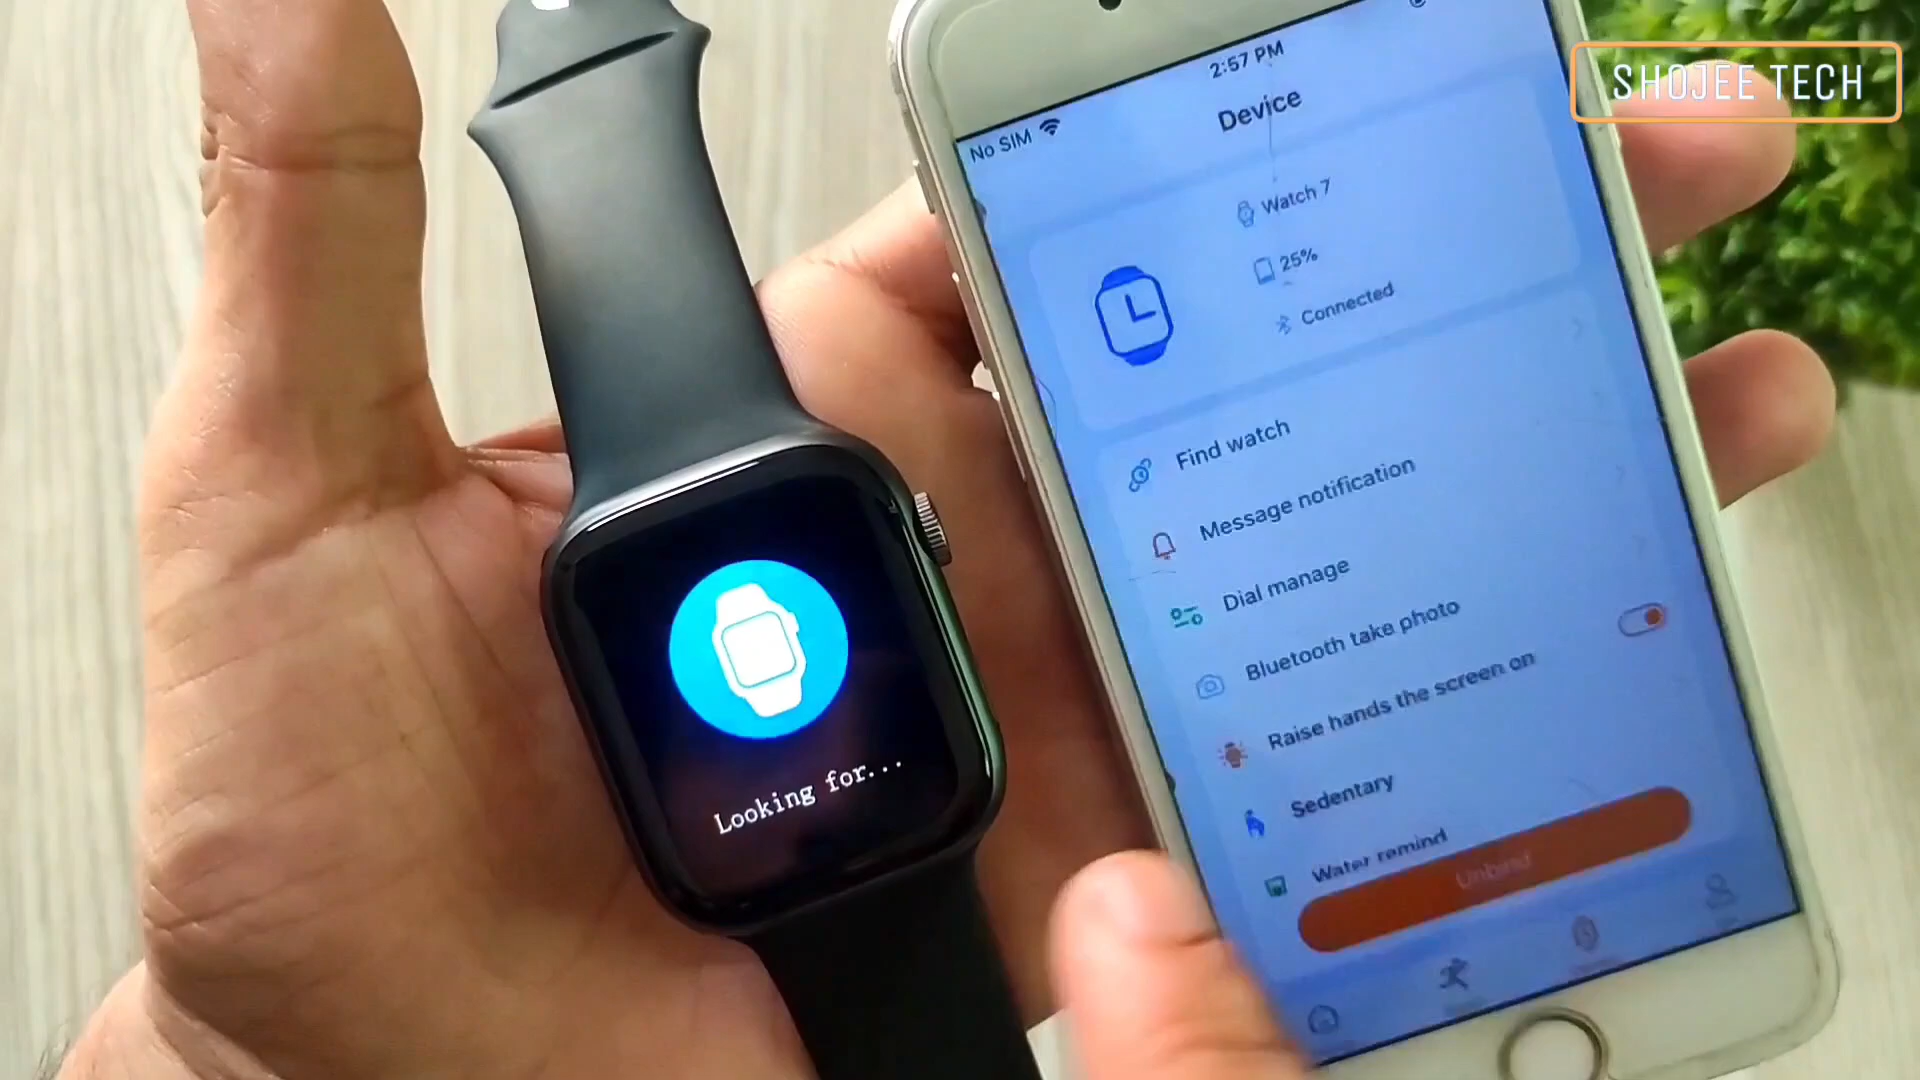 SHOJEE TECH
2:57 PM
No SIM
Device
Watch 7
25%
Connected
Find watch
Message notification
Dial manage
Bluetooth take photo
Raise hands the screen on
Sedentary
Water remind
Unbind
Looking for...